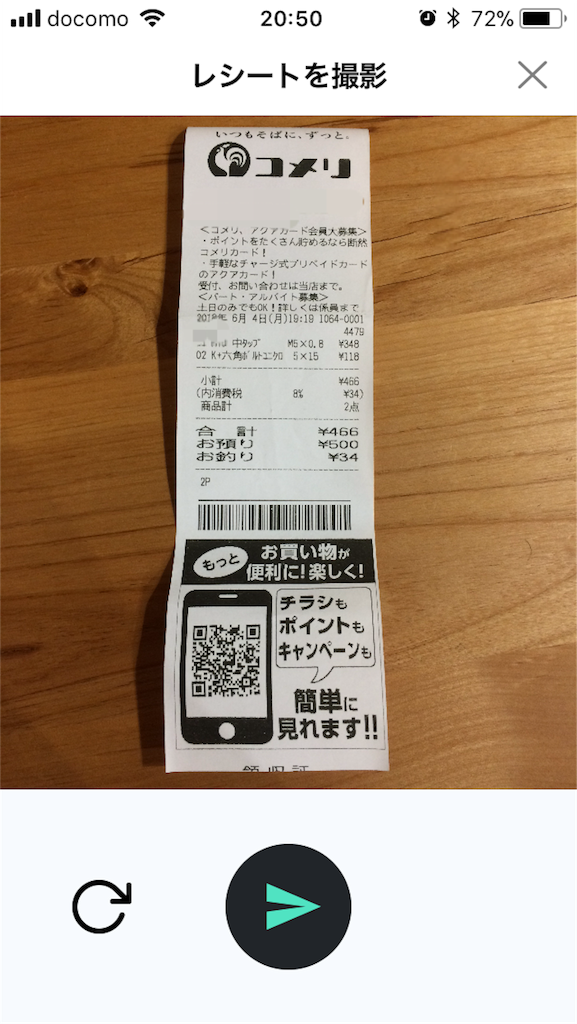 docomo 20:50 72%
レシートを撮影
いつもそばに、ずっと。
コメリ
<コメリ、アクアカード会員大募集>
・ポイントをたくさん貯めるなら断然
コメリカード!
・手軽なチャージ式プリペイドカード
のアクアカード!
受付、お問い合わせは当店まで。
<パート・アルバイト募集>
土日のみでもOK!詳しくは係員まで
2018年 6月 4日(月)19:19 1064-0001
4479
中タップ M5×0.8 ¥348
02 K+六角ボルトユニクロ 5×15 ¥118
小計 ¥466
(内消費税 8% ¥34)
商品計 2点
合 計 ¥466
お預り ¥500
お釣り ¥34
2P
もっと お買い物が
便利に!楽しく!
チラシも
ポイントも
キャンペーンも
簡単に
見れます!!
領収証